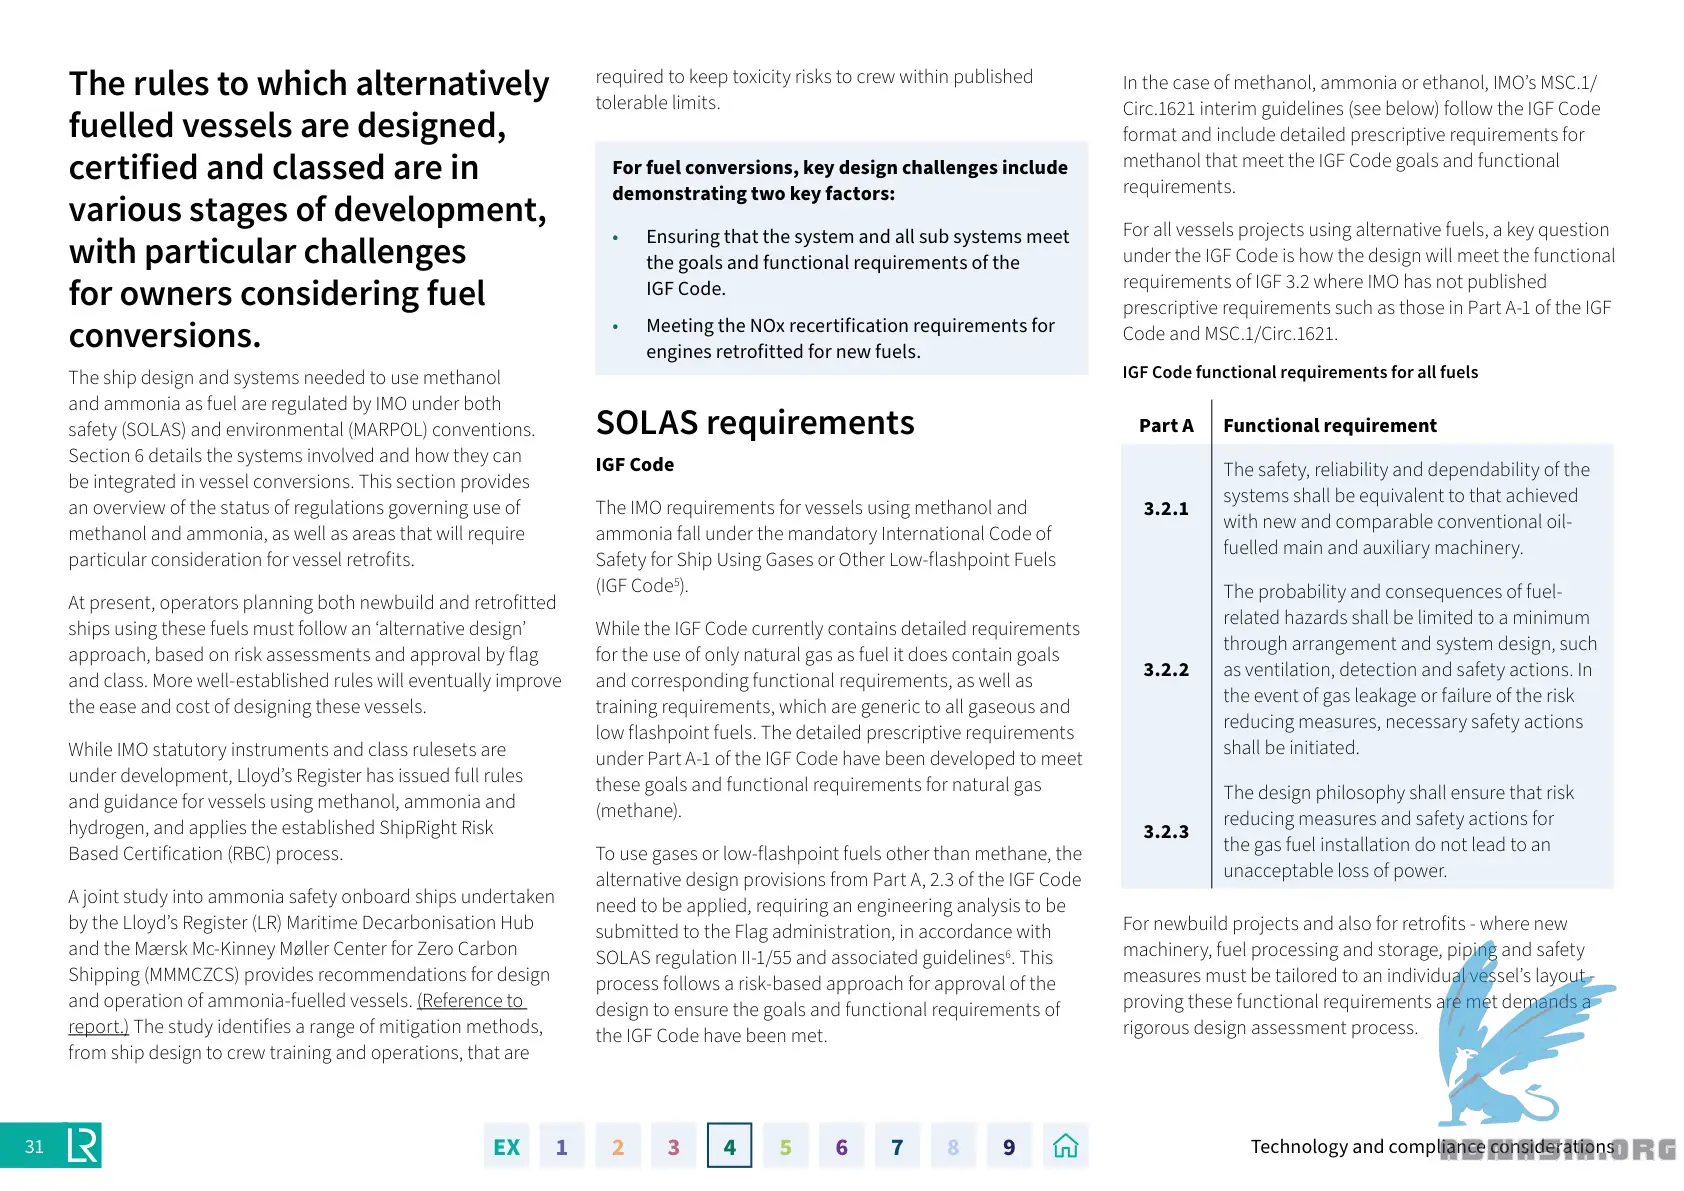 The rules to which alternatively
fuelled vessels are designed,
certified and classed are in
various stages of development,
with particular challenges
for owners considering fuel
conversions.
The ship design and systems needed to use methanol
and ammonia as fuel are regulated by IMO under both
safety (SOLAS) and environmental (MARPOL) conventions.
Section 6 details the systems involved and how they can
be integrated in vessel conversions. This section provides
an overview of the status of regulations governing use of
methanol and ammonia, as well as areas that will require
particular consideration for vessel retrofits.
At present, operators planning both newbuild and retrofitted
ships using these fuels must follow an ‘alternative design’
approach, based on risk assessments and approval by flag
and class. More well-established rules will eventually improve
the ease and cost of designing these vessels.
While IMO statutory instruments and class rulesets are
under development, Lloyd’s Register has issued full rules
and guidance for vessels using methanol, ammonia and
hydrogen, and applies the established ShipRight Risk
Based Certification (RBC) process.
A joint study into ammonia safety onboard ships undertaken
by the Lloyd’s Register (LR) Maritime Decarbonisation Hub
and the Mærsk Mc-Kinney Møller Center for Zero Carbon
Shipping (MMMCZCS) provides recommendations for design
and operation of ammonia-fuelled vessels. (Reference to
report.) The study identifies a range of mitigation methods,
from ship design to crew training and operations, that are
required to keep toxicity risks to crew within published
tolerable limits.
For fuel conversions, key design challenges include
demonstrating two key factors:
• Ensuring that the system and all sub systems meet
the goals and functional requirements of the
IGF Code.
• Meeting the NOx recertification requirements for
engines retrofitted for new fuels.
SOLAS requirements
IGF Code
The IMO requirements for vessels using methanol and
ammonia fall under the mandatory International Code of
Safety for Ship Using Gases or Other Low-flashpoint Fuels
(IGF Code⁵).
While the IGF Code currently contains detailed requirements
for the use of only natural gas as fuel it does contain goals
and corresponding functional requirements, as well as
training requirements, which are generic to all gaseous and
low flashpoint fuels. The detailed prescriptive requirements
under Part A-1 of the IGF Code have been developed to meet
these goals and functional requirements for natural gas
(methane).
To use gases or low-flashpoint fuels other than methane, the
alternative design provisions from Part A, 2.3 of the IGF Code
need to be applied, requiring an engineering analysis to be
submitted to the Flag administration, in accordance with
SOLAS regulation II-1/55 and associated guidelines⁶. This
process follows a risk-based approach for approval of the
design to ensure the goals and functional requirements of
the IGF Code have been met.
In the case of methanol, ammonia or ethanol, IMO’s MSC.1/
Circ.1621 interim guidelines (see below) follow the IGF Code
format and include detailed prescriptive requirements for
methanol that meet the IGF Code goals and functional
requirements.
For all vessels projects using alternative fuels, a key question
under the IGF Code is how the design will meet the functional
requirements of IGF 3.2 where IMO has not published
prescriptive requirements such as those in Part A-1 of the IGF
Code and MSC.1/Circ.1621.
IGF Code functional requirements for all fuels
Part A Functional requirement
The safety, reliability and dependability of the
systems shall be equivalent to that achieved
3.2.1
with new and comparable conventional oil-
fuelled main and auxiliary machinery.
The probability and consequences of fuel-
related hazards shall be limited to a minimum
through arrangement and system design, such
3.2.2 as ventilation, detection and safety actions. In
the event of gas leakage or failure of the risk
reducing measures, necessary safety actions
shall be initiated.
The design philosophy shall ensure that risk
reducing measures and safety actions for
3.2.3
the gas fuel installation do not lead to an
unacceptable loss of power.
For newbuild projects and also for retrofits - where new
machinery, fuel processing and storage, piping and safety
measures must be tailored to an individual vessel’s layout -
proving these functional requirements are met demands a
rigorous design assessment process.
31 LR EX 1 2 3 4 5 6 7 8 9 Technology and compliance considerations
ADENASIA.ORG